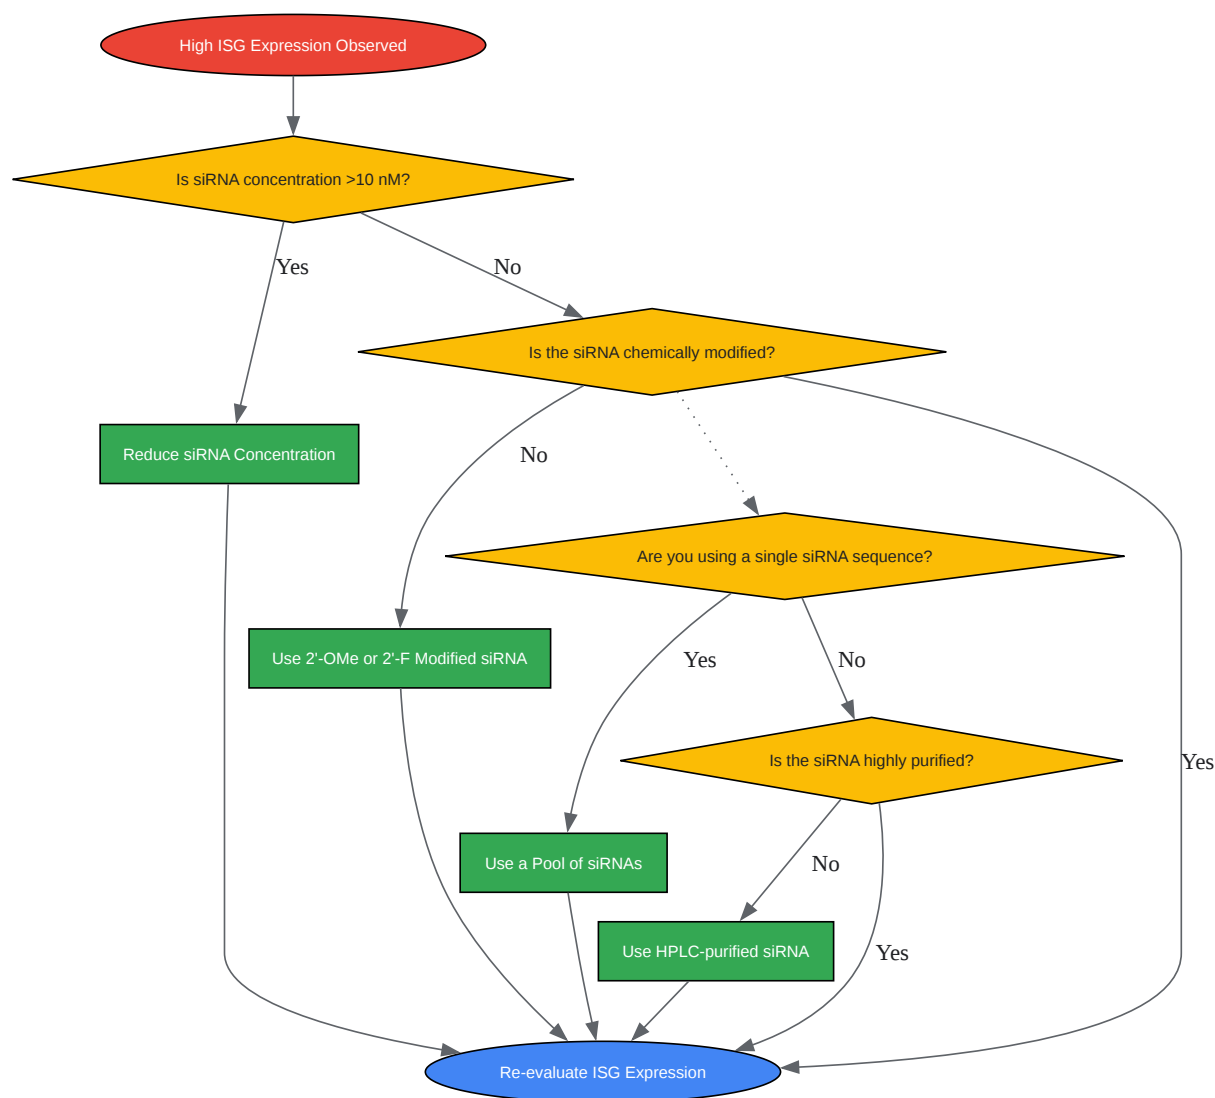 High ISG Expression Observed
Is siRNA concentration >10 nM?
Yes
No
Is the siRNA chemically modified?
Reduce siRNA Concentration
No
Are you using a single siRNA sequence?
Use 2'-OMe or 2'-F Modified siRNA
Yes
No
Is the siRNA highly purified?
Yes
Use a Pool of siRNAs
No
Use HPLC-purified siRNA
Yes
Re-evaluate ISG Expression